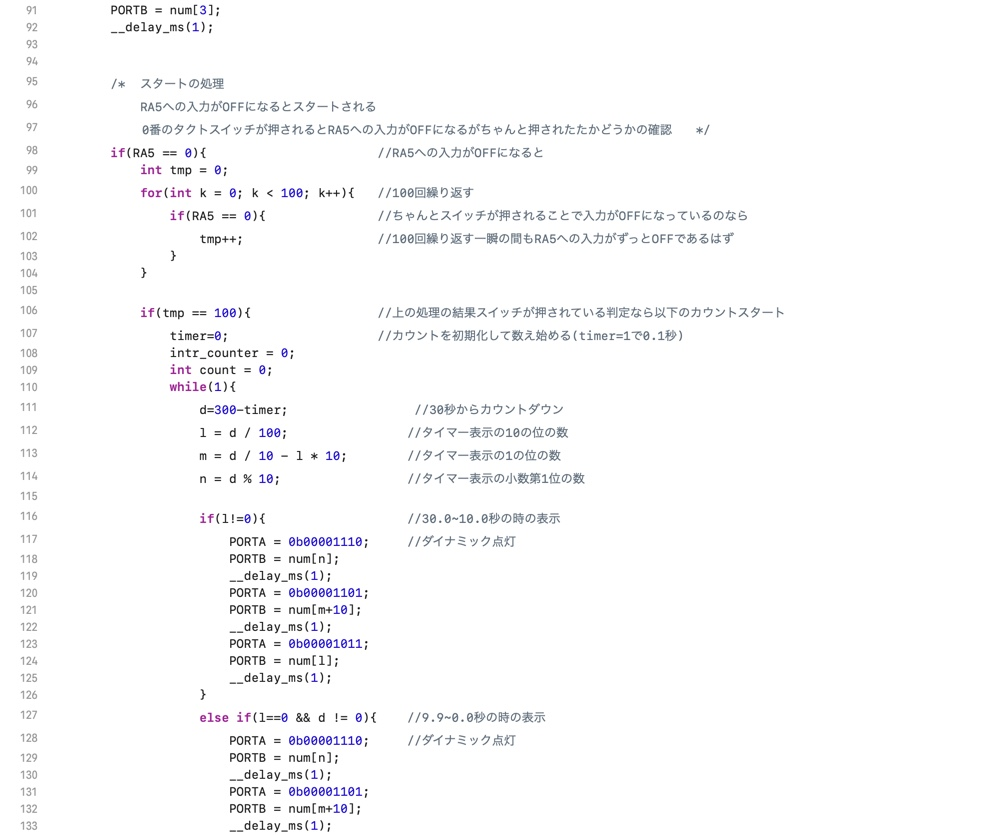 91 PORTB = num[3];
92 __delay_ms(1);
93
94
95 /* スタートの処理
96 RA5への入力がOFFになるとスタートされる
97 0番のタクトスイッチが押されるとRA5への入力がOFFになるがちゃんと押されたたかどうかの確認 */
98 if(RA5 == 0){ //RA5への入力がOFFになると
99 int tmp = 0;
100 for(int k = 0; k < 100; k++){ //100回繰り返す
101 if(RA5 == 0){ //ちゃんとスイッチが押されることで入力がOFFになっているのなら
102 tmp++; //100回繰り返す一瞬の間もRA5への入力がずっとOFFであるはず
103 }
104 }
105
106 if(tmp == 100){ //上の処理の結果スイッチが押されている判定なら以下のカウントスタート
107 timer=0; //カウントを初期化して数え始める(timer=1で0.1秒)
108 intr_counter = 0;
109 int count = 0;
110 while(1){
111 d=300-timer; //30秒からカウントダウン
112 l = d / 100; //タイマー表示の10の位の数
113 m = d / 10 - l * 10; //タイマー表示の1の位の数
114 n = d % 10; //タイマー表示の小数第1位の数
115
116 if(l!=0){ //30.0~10.0秒の時の表示
117 PORTA = 0b00001110; //ダイナミック点灯
118 PORTB = num[n];
119 __delay_ms(1);
120 PORTA = 0b00001101;
121 PORTB = num[m+10];
122 __delay_ms(1);
123 PORTA = 0b00001011;
124 PORTB = num[l];
125 __delay_ms(1);
126 }
127 else if(l==0 && d != 0){ //9.9~0.0秒の時の表示
128 PORTA = 0b00001110; //ダイナミック点灯
129 PORTB = num[n];
130 __delay_ms(1);
131 PORTA = 0b00001101;
132 PORTB = num[m+10];
133 __delay_ms(1);